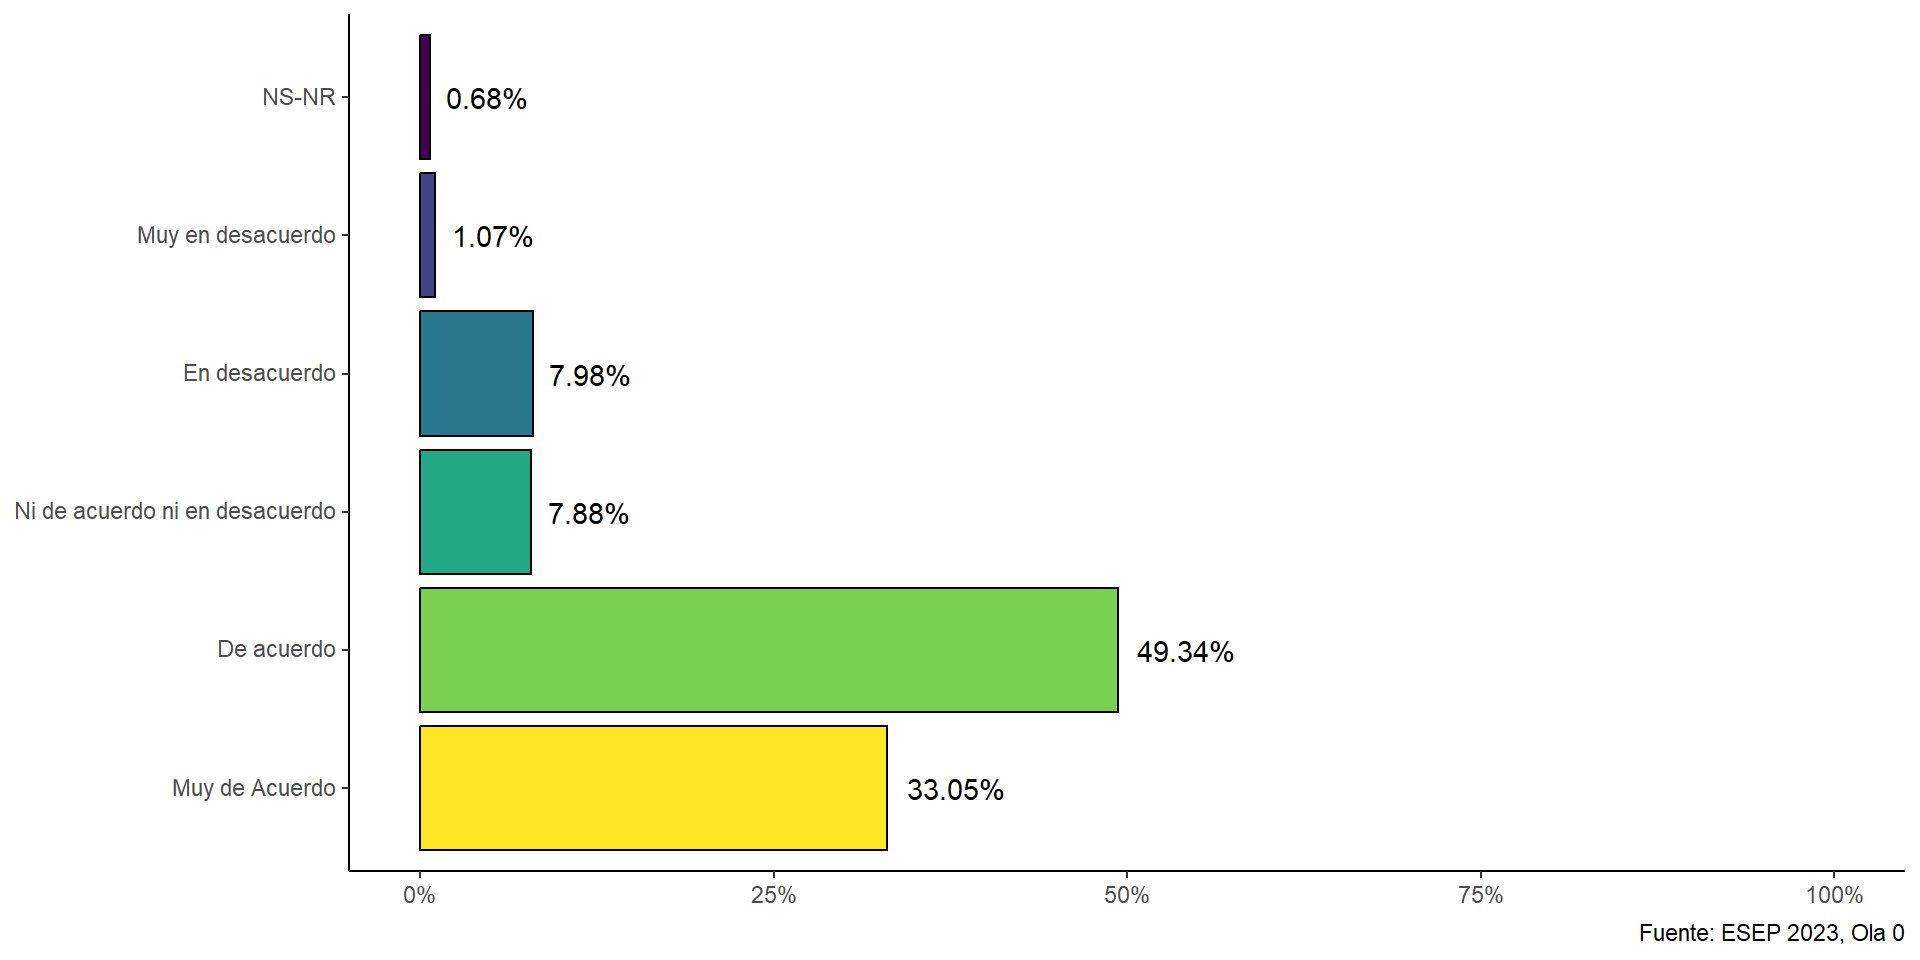 NS-NR 0.68%
Muy en desacuerdo 1.07%
En desacuerdo 7.98%
Ni de acuerdo ni en desacuerdo 7.88%
De acuerdo 49.34%
Muy de Acuerdo 33.05%
0% 25% 50% 75% 100%
Fuente: ESEP 2023, Ola 0